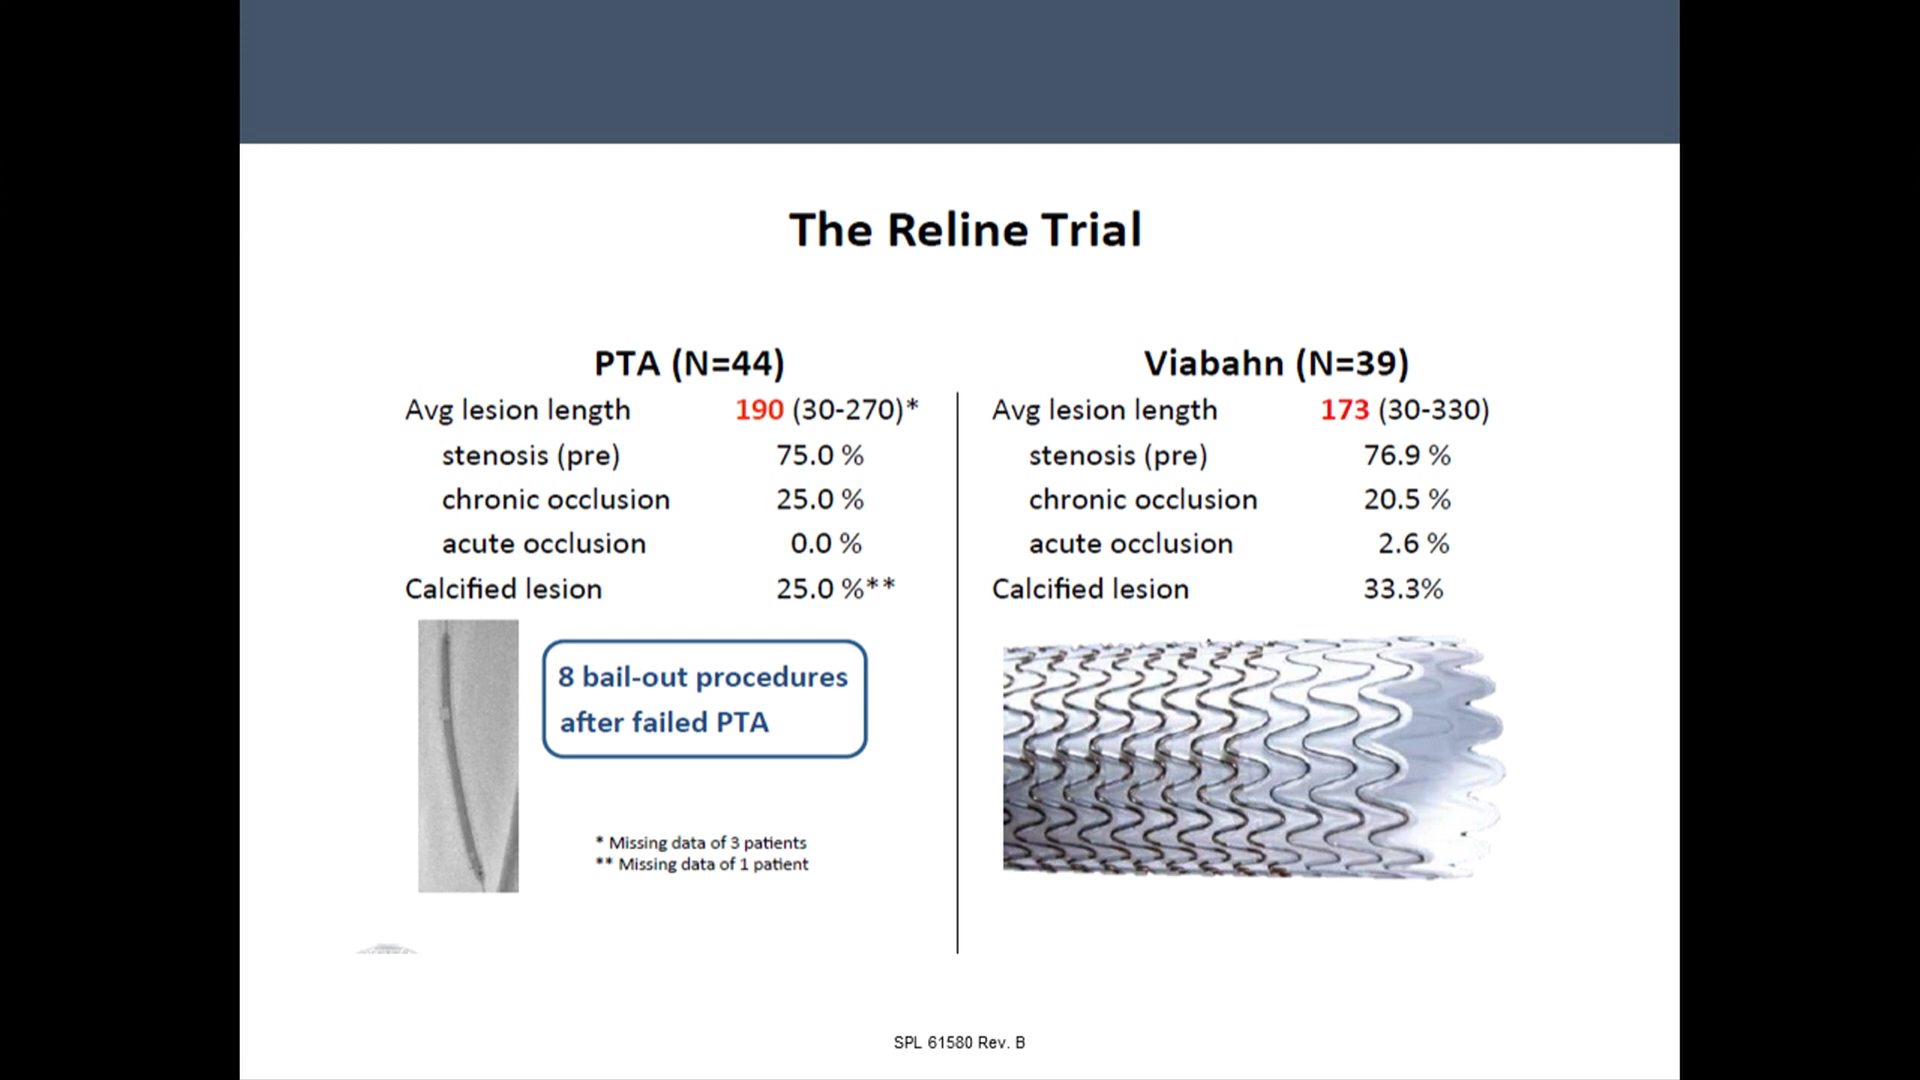 The Reline Trial
PTA (N=44)
Avg lesion length 190 (30-270)*
stenosis (pre) 75.0 %
chronic occlusion 25.0 %
acute occlusion 0.0 %
Calcified lesion 25.0 %**
8 bail-out procedures
after failed PTA
* Missing data of 3 patients
** Missing data of 1 patient
Viabahn (N=39)
Avg lesion length 173 (30-330)
stenosis (pre) 76.9 %
chronic occlusion 20.5 %
acute occlusion 2.6 %
Calcified lesion 33.3%
SPL 61580 Rev. B